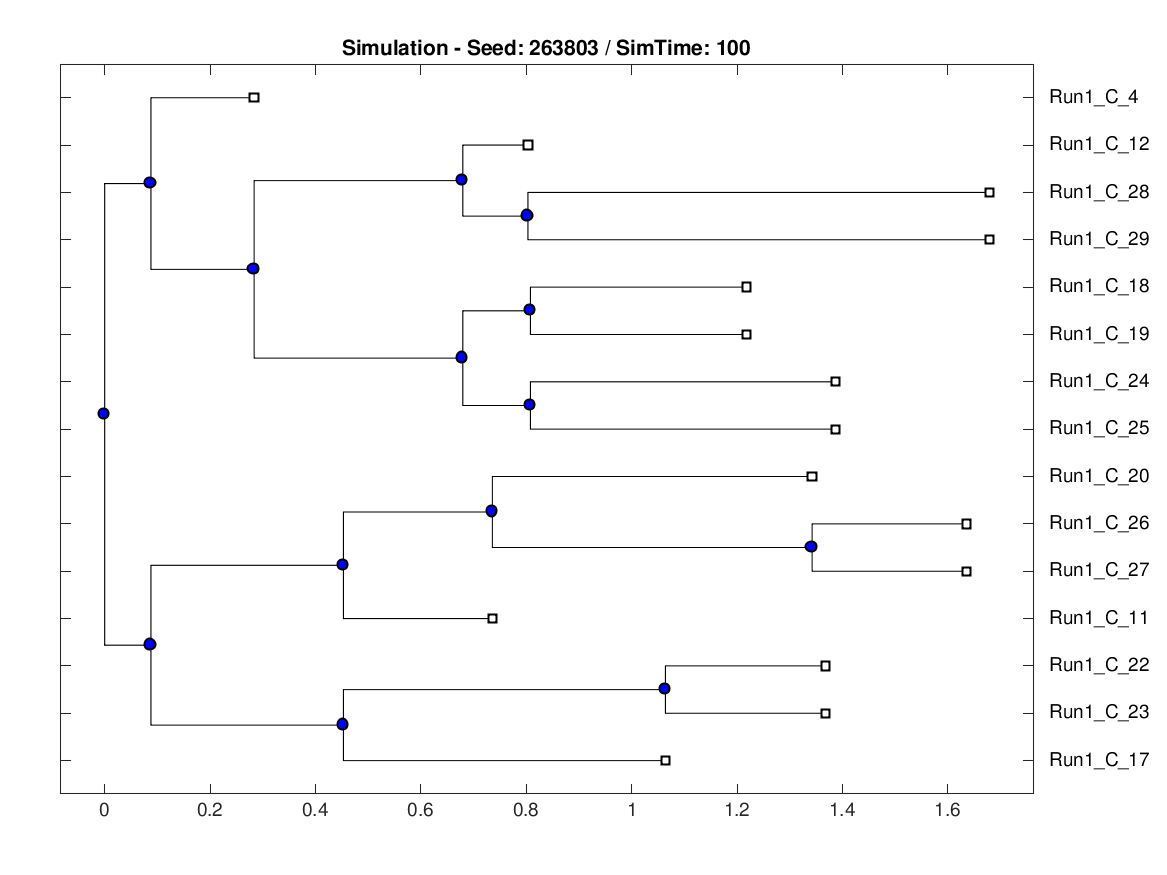 Simulation - Seed: 263803 / SimTime: 100
Run1_C_4
Run1_C_12
Run1_C_28
Run1_C_29
Run1_C_18
Run1_C_19
Run1_C_24
Run1_C_25
Run1_C_20
Run1_C_26
Run1_C_27
Run1_C_11
Run1_C_22
Run1_C_23
Run1_C_17
0 0.2 0.4 0.6 0.8 1 1.2 1.4 1.6